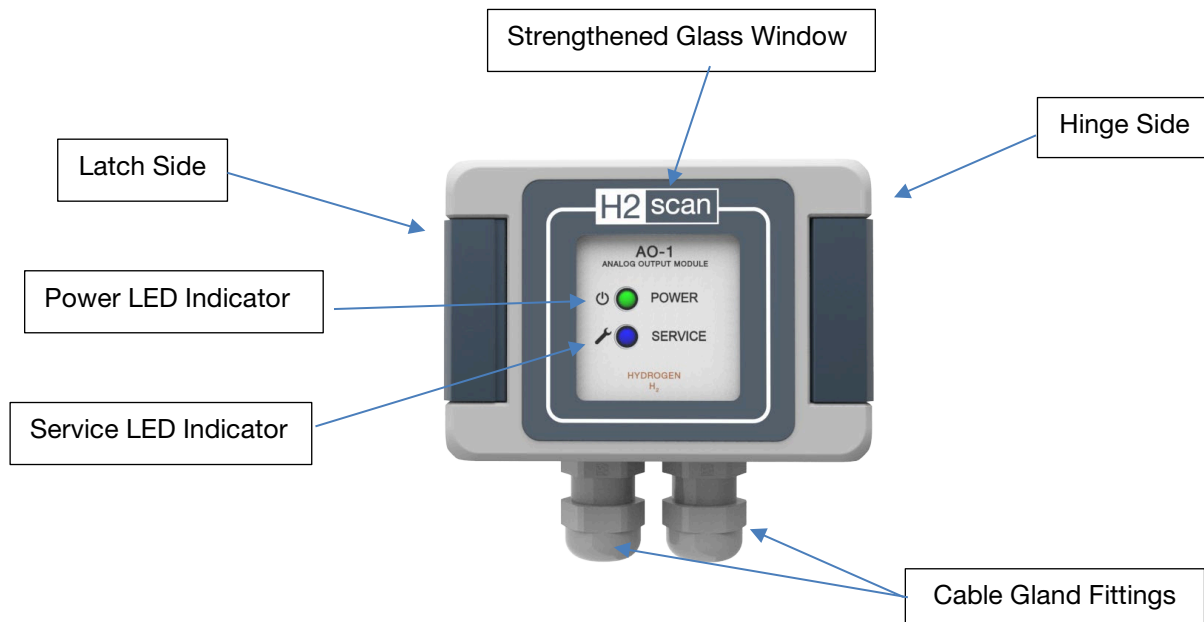 Strengthened Glass Window
Hinge Side
Latch Side
H2 scan
AO-1
ANALOG OUTPUT MODULE
Power LED Indicator
POWER
SERVICE
Service LED Indicator
HYDROGEN
H₂
Cable Gland Fittings